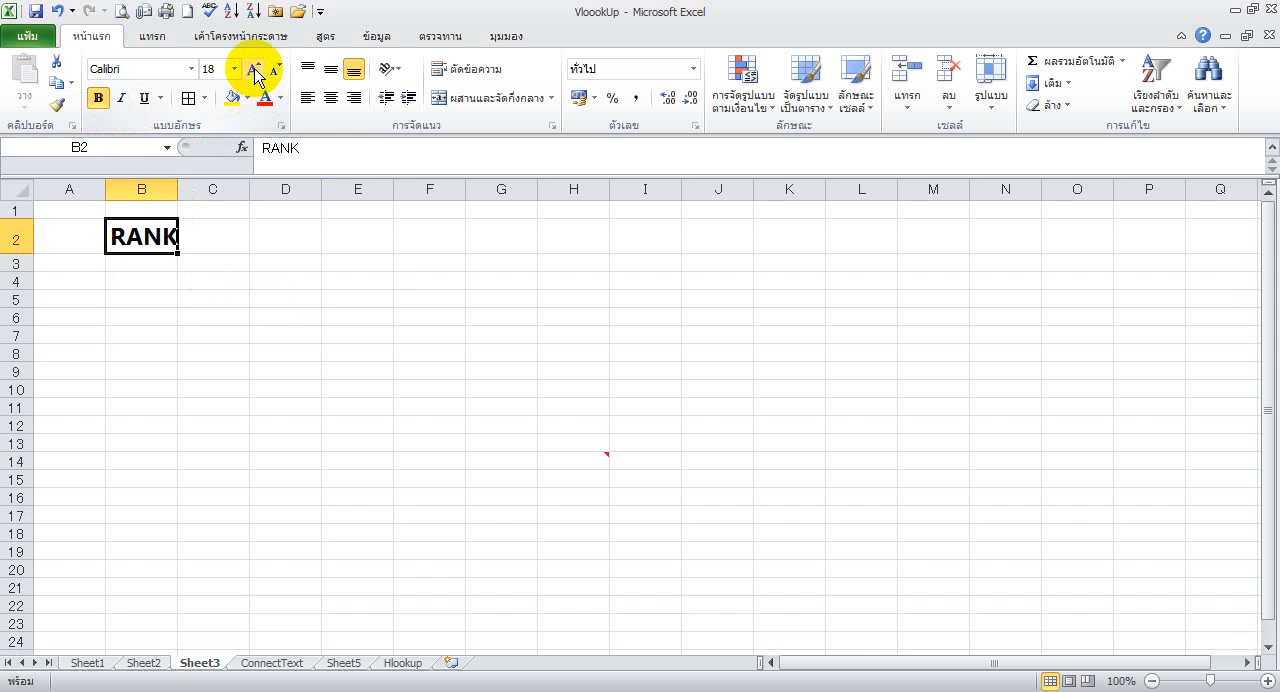 VloookUp - Microsoft Excel
แฟ้ม หน้าแรก แทรก เค้าโครงหน้ากระดาษ สูตร ข้อมูล ตรวจทาน มุมมอง
วาง
คลิปบอร์ด
Calibri 18
B I U
แบบอักษร
ตัดข้อความ
ผสานและจัดกึ่งกลาง
การจัดแนว
ทั่วไป
% ,
ตัวเลข
การจัดรูปแบบ ตามเงื่อนไข
จัดรูปแบบ เป็นตาราง
ลักษณะ เซลล์
ลักษณะ
แทรก ลบ รูปแบบ
เซลล์
Σ ผลรวมอัตโนมัติ
เติม
ล้าง
เรียงลำดับ และกรอง
ค้นหาและ เลือก
การแก้ไข
B2 fx RANK
A B C D E F G H I J K L M N O P Q
1
2 RANK
3
4
5
6
7
8
9
10
11
12
13
14
15
16
17
18
19
20
21
22
23
24
Sheet1 Sheet2 Sheet3 ConnectText Sheet5 Hlookup
พร้อม 100%